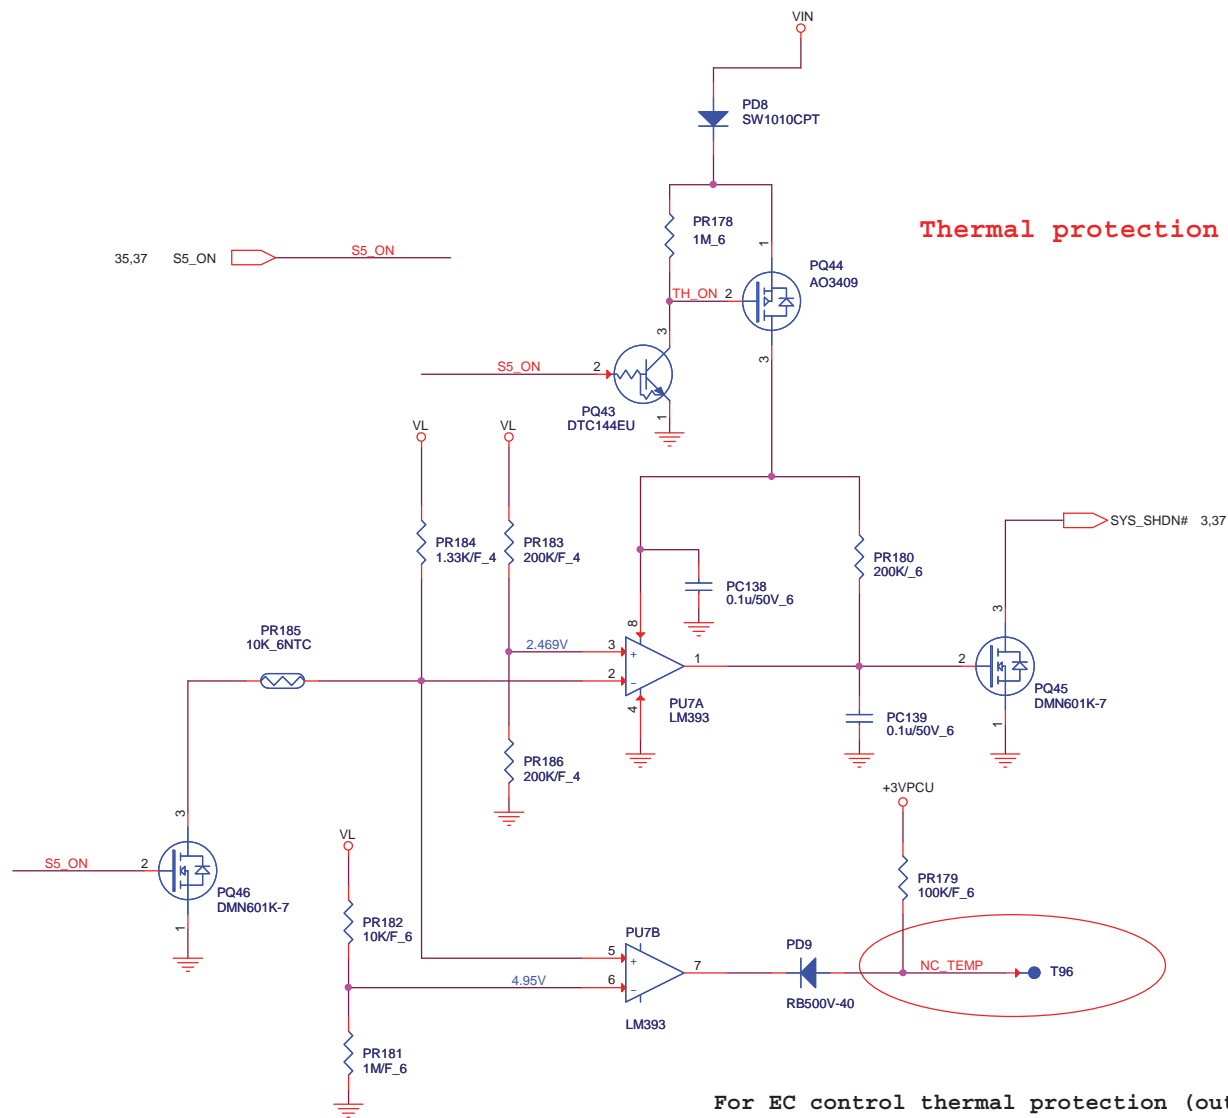 VIN
PD8
SW1010CPT
PR178
1M_6
1
Thermal protection
35,37 S5_ON S5_ON
PQ44
AO3409
TH_ON 2
3
3
S5_ON 2
PQ43
DTC144EU
1
VL
VL
SYS_SHDN# 3,37
PR184
1.33K/F_4
PR183
200K/F_4
PR180
200K/_6
PC138
0.1u/50V_6
8
3
PR185
10K_6NTC
2.469V 3 + 1
2
2 -
PQ45
DMN601K-7
PU7A
LM393
4
PC139
0.1u/50V_6
1
PR186
200K/F_4
+3VPCU
3
VL
S5_ON 2
PQ46
DMN601K-7
PR179
100K/F_6
1
PR182
10K/F_6
PU7B
PD9
5 +
7
NC_TEMP
T96
4.95V 6 -
RB500V-40
LM393
PR181
1M/F_6
For EC control thermal protection (out